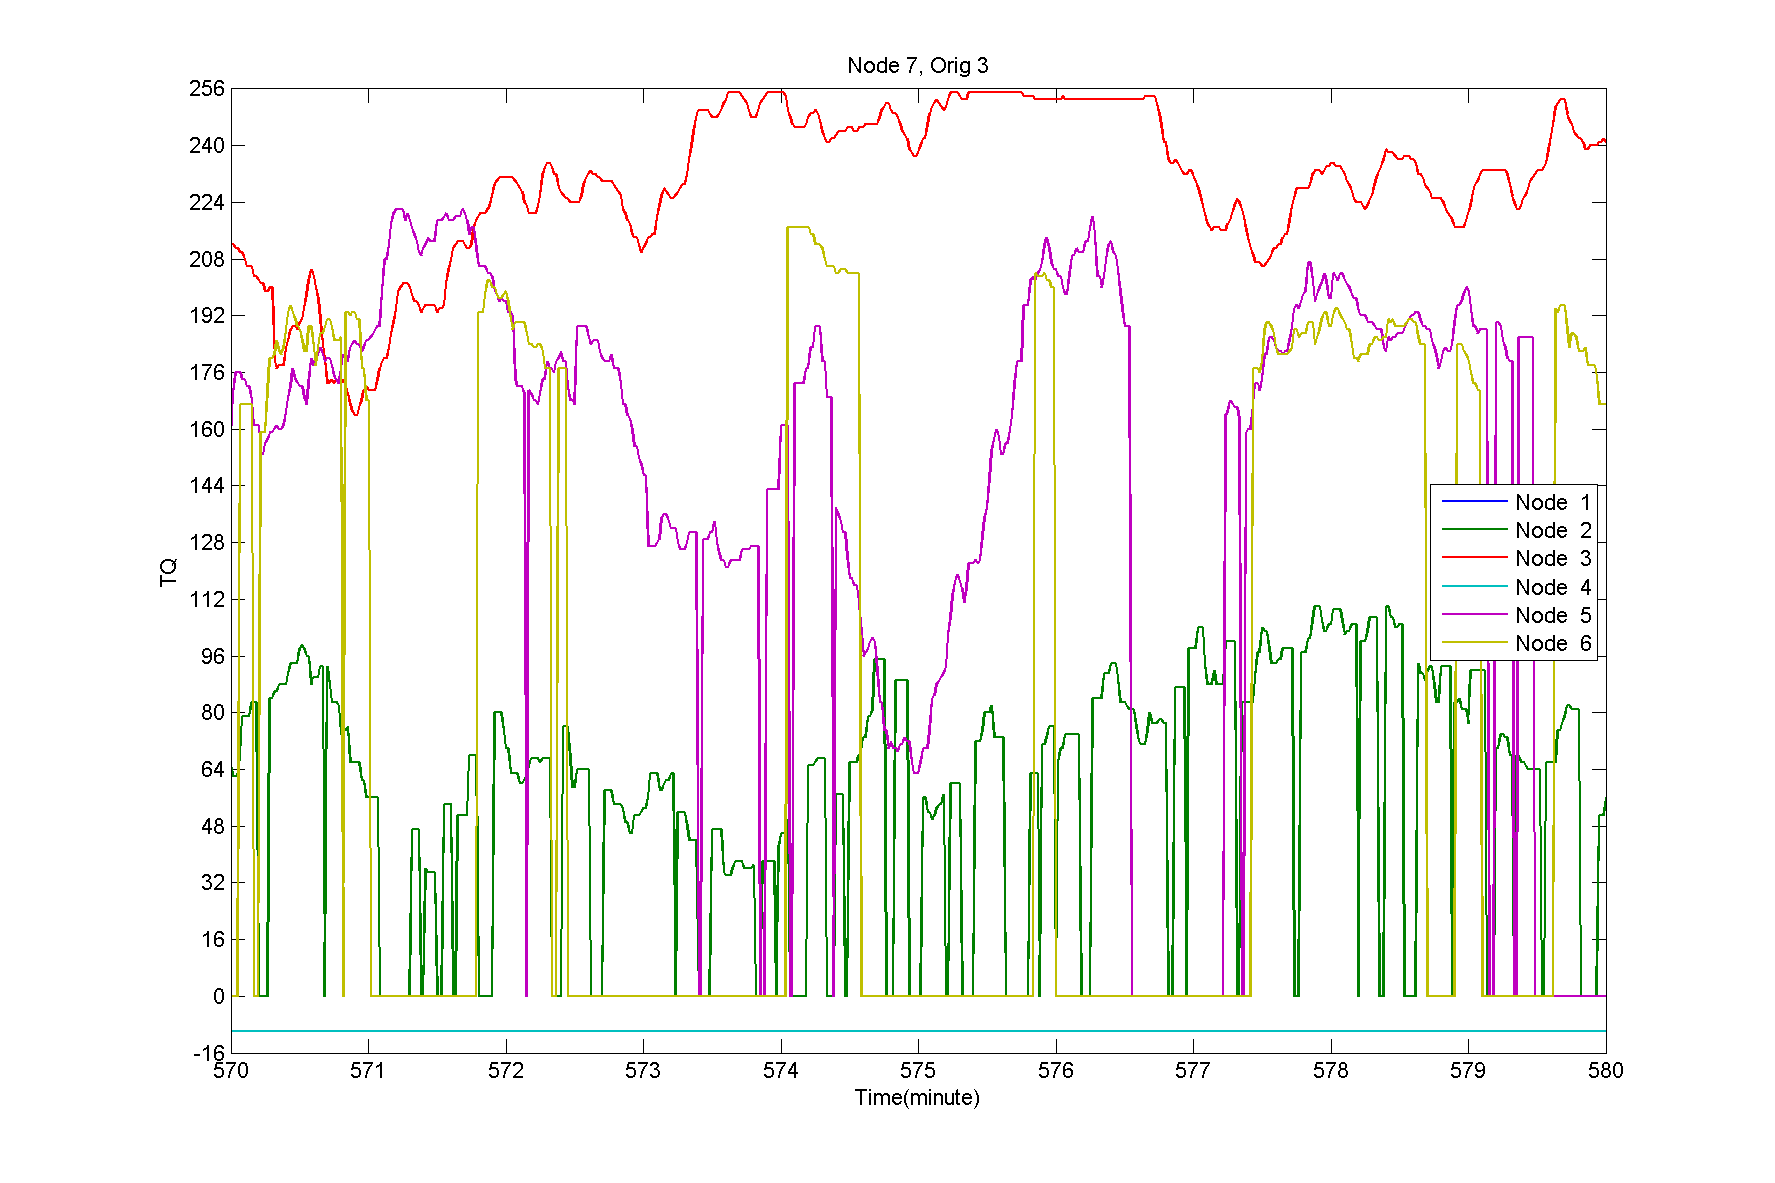 Node 7, Orig 3
256
240
224
208
192
176
160
144
128
112
96
80
64
48
32
16
0
-16
TQ
570 571 572 573 574 575 576 577 578 579 580
Time(minute)
Node 1
Node 2
Node 3
Node 4
Node 5
Node 6